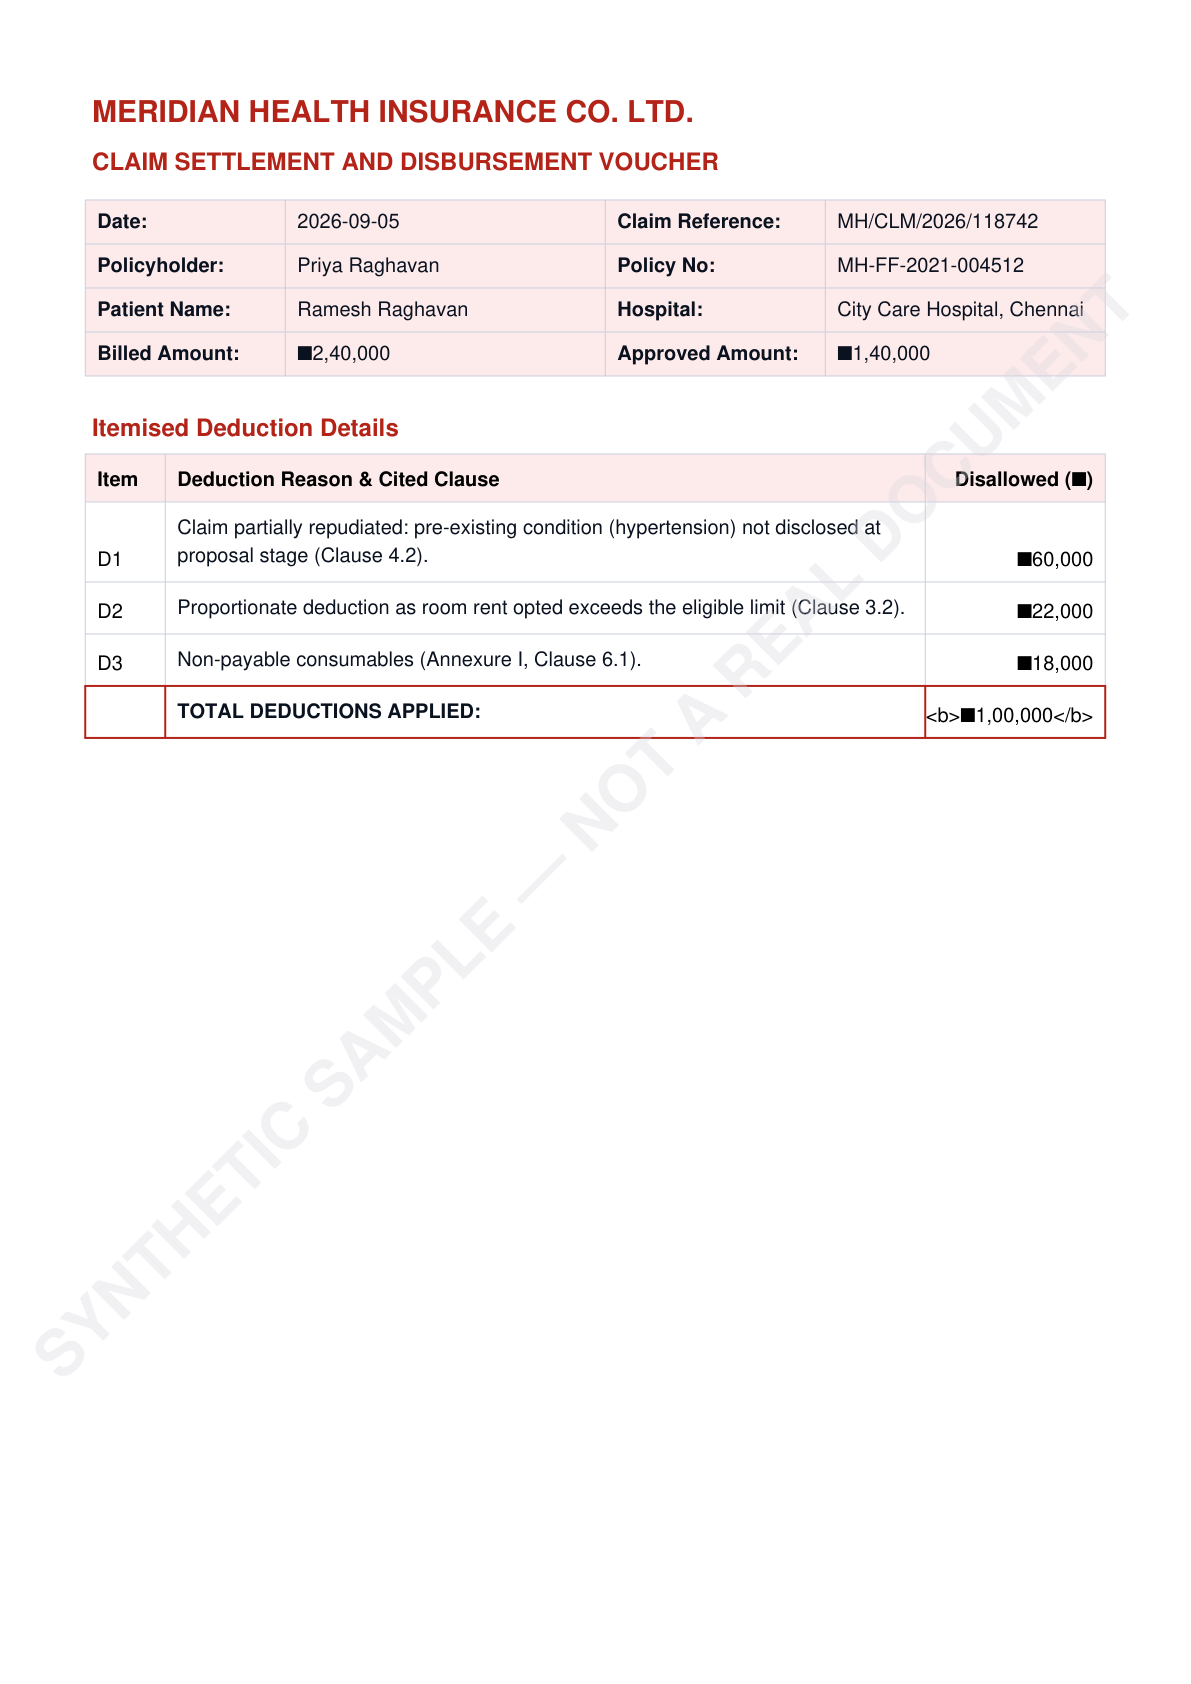 MERIDIAN HEALTH INSURANCE CO. LTD.
CLAIM SETTLEMENT AND DISBURSEMENT VOUCHER
Date: 2026-09-05 Claim Reference: MH/CLM/2026/118742
Policyholder: Priya Raghavan Policy No: MH-FF-2021-004512
Patient Name: Ramesh Raghavan Hospital: City Care Hospital, Chennai
Billed Amount: ■2,40,000 Approved Amount: ■1,40,000
Itemised Deduction Details
Item Deduction Reason & Cited Clause Disallowed (■)
Claim partially repudiated: pre-existing condition (hypertension) not disclosed at
D1 proposal stage (Clause 4.2). ■60,000
D2 Proportionate deduction as room rent opted exceeds the eligible limit (Clause 3.2). ■22,000
D3 Non-payable consumables (Annexure I, Clause 6.1). ■18,000
TOTAL DEDUCTIONS APPLIED: <b>■1,00,000</b>
SYNTHETIC SAMPLE — NOT A REAL DOCUMENT